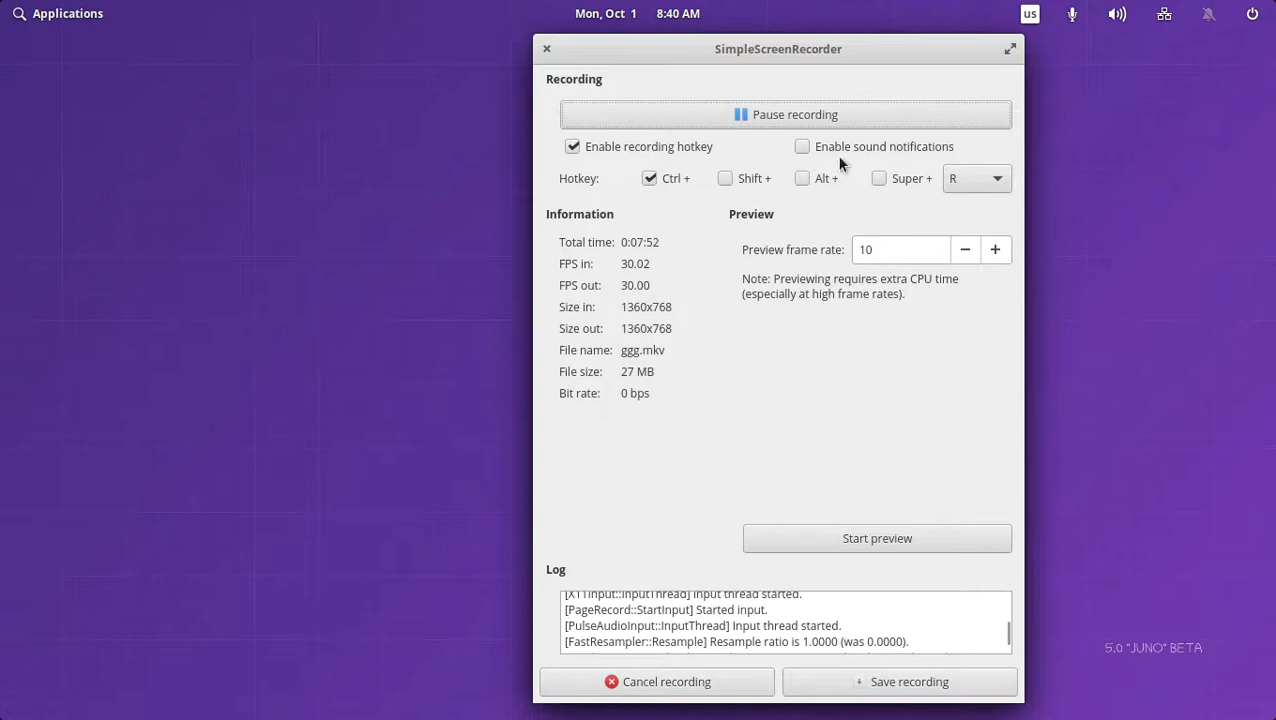 Applications
Mon, Oct 1 8:40 AM
us
SimpleScreenRecorder
Recording
Pause recording
Enable recording hotkey
Enable sound notifications
Hotkey: Ctrl + Shift + Alt + Super + R
Information
Total time: 0:07:52
FPS in: 30.02
FPS out: 30.00
Size in: 1360x768
Size out: 1360x768
File name: ggg.mkv
File size: 27 MB
Bit rate: 0 bps
Preview
Preview frame rate: 10
Note: Previewing requires extra CPU time
(especially at high frame rates).
Start preview
Log
[X11Input::InputThread] Input thread started.
[PageRecord::StartInput] Started input.
[PulseAudioInput::InputThread] Input thread started.
[FastResampler::Resample] Resample ratio is 1.0000 (was 0.0000).
Cancel recording
Save recording
5.0 "JUNO" BETA